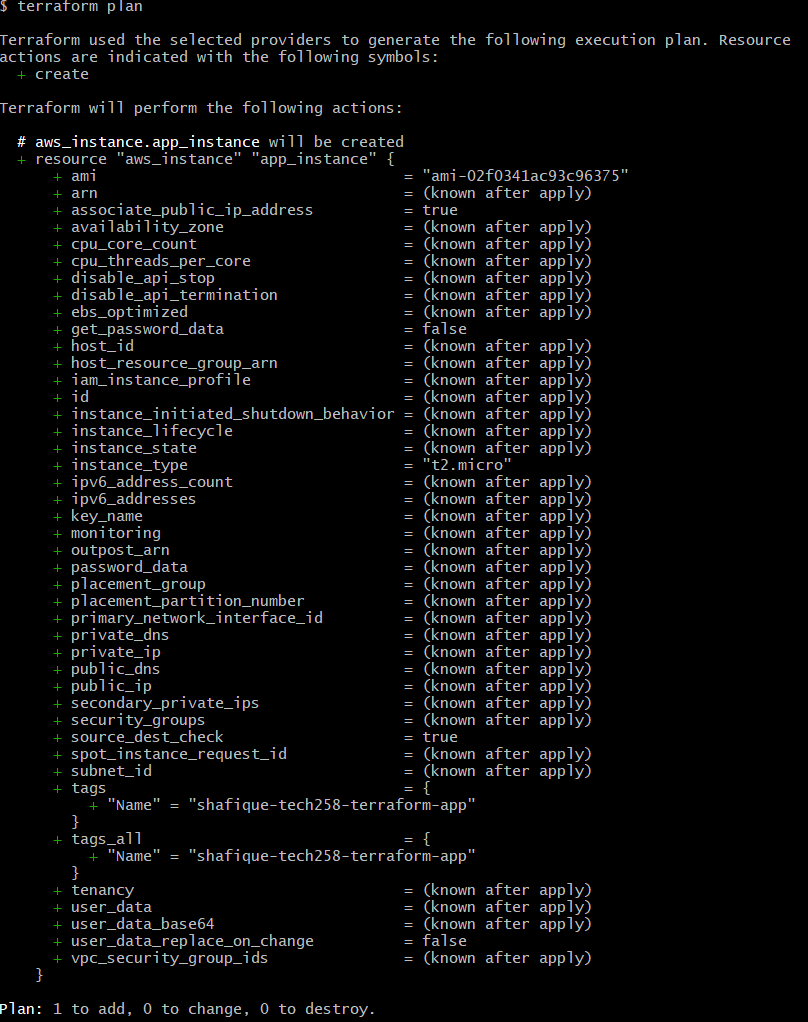 $ terraform plan
Terraform used the selected providers to generate the following execution plan. Resource
actions are indicated with the following symbols:
  + create
Terraform will perform the following actions:
  # aws_instance.app_instance will be created
  + resource "aws_instance" "app_instance" {
      + ami                                  = "ami-02f0341ac93c96375"
      + arn                                  = (known after apply)
      + associate_public_ip_address          = true
      + availability_zone                    = (known after apply)
      + cpu_core_count                       = (known after apply)
      + cpu_threads_per_core                 = (known after apply)
      + disable_api_stop                     = (known after apply)
      + disable_api_termination              = (known after apply)
      + ebs_optimized                        = (known after apply)
      + get_password_data                    = false
      + host_id                              = (known after apply)
      + host_resource_group_arn              = (known after apply)
      + iam_instance_profile                 = (known after apply)
      + id                                   = (known after apply)
      + instance_initiated_shutdown_behavior = (known after apply)
      + instance_lifecycle                   = (known after apply)
      + instance_state                       = (known after apply)
      + instance_type                        = "t2.micro"
      + ipv6_address_count                   = (known after apply)
      + ipv6_addresses                       = (known after apply)
      + key_name                             = (known after apply)
      + monitoring                           = (known after apply)
      + outpost_arn                          = (known after apply)
      + password_data                        = (known after apply)
      + placement_group                      = (known after apply)
      + placement_partition_number           = (known after apply)
      + primary_network_interface_id         = (known after apply)
      + private_dns                          = (known after apply)
      + private_ip                           = (known after apply)
      + public_dns                           = (known after apply)
      + public_ip                            = (known after apply)
      + secondary_private_ips                = (known after apply)
      + security_groups                      = (known after apply)
      + source_dest_check                    = true
      + spot_instance_request_id             = (known after apply)
      + subnet_id                            = (known after apply)
      + tags                                 = {
          + "Name" = "shafique-tech258-terraform-app"
        }
      + tags_all                             = {
          + "Name" = "shafique-tech258-terraform-app"
        }
      + tenancy                              = (known after apply)
      + user_data                            = (known after apply)
      + user_data_base64                     = (known after apply)
      + user_data_replace_on_change          = false
      + vpc_security_group_ids               = (known after apply)
    }
Plan: 1 to add, 0 to change, 0 to destroy.